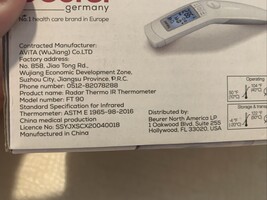 beurer
germany
No.1 health care brand in Europe
Contracted Manufacturer:
AVITA (WuJiang) Co.LTD
Factory address:
No. 858, Jiao Tong Rd.,
Wujiang Economic Development Zone,
Suzhou City, Jiangsu Province, P.R.C
Phone number: 0512-82078288
Product name: Radar Thermo IR Thermometer
Model number: FT 90
Standard Specification for infrared
Thermometer: ASTM E 1965-98-2016
China medical production
Licence No: SSYJXSCX20040018
Manufactured in China
Distributed by:
Beurer North America LP
1 Oakwood Blvd. Suite 255
Hollywood, FL 33020, USA
Operating